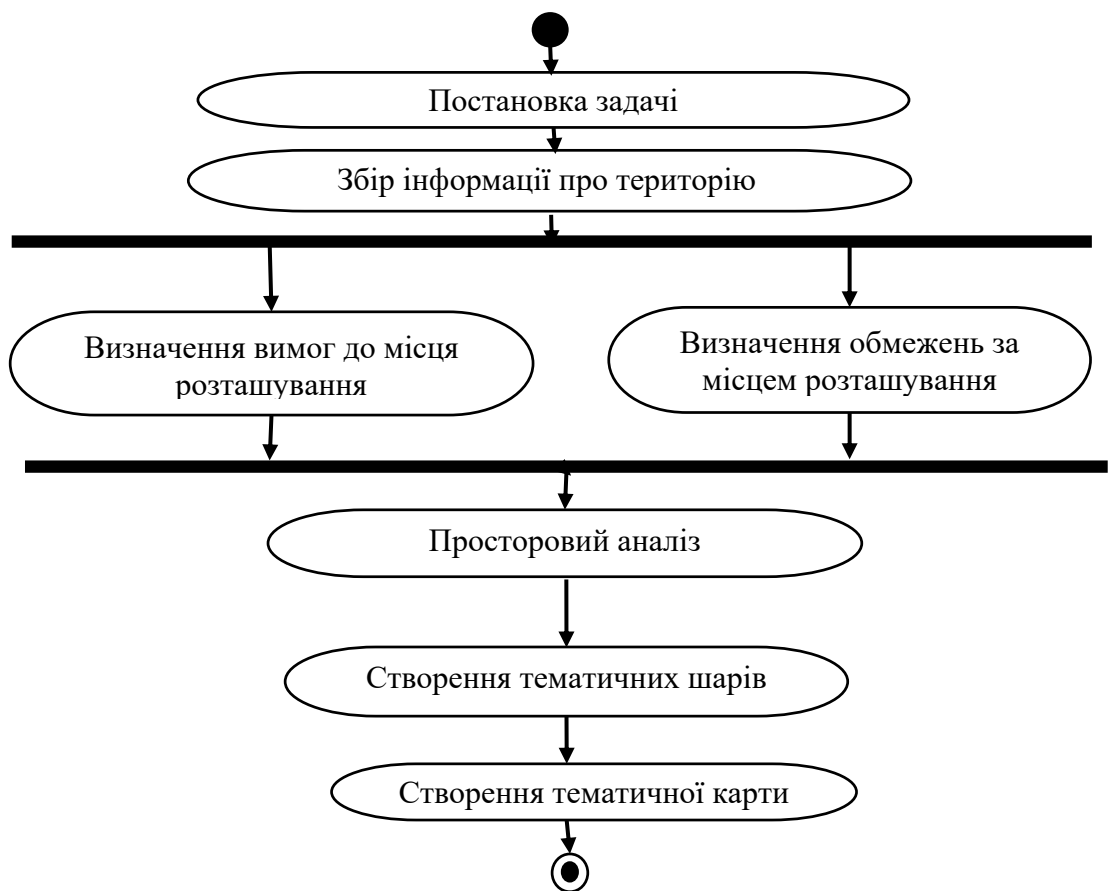 Постановка задачі
Збір інформації про територію
Визначення вимог до місця
розташування
Визначення обмежень за
місцем розташування
Просторовий аналіз
Створення тематичних шарів
Створення тематичної карти